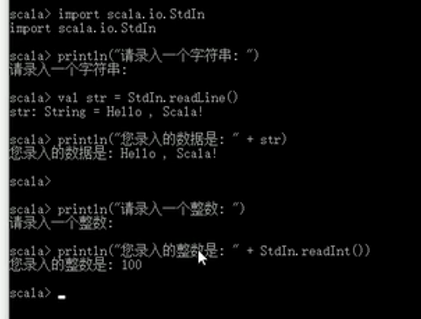 scala> import scala.io.StdIn
import scala.io.StdIn
scala> println("请录入一个字符串: ")
请录入一个字符串:
scala> val str = StdIn.readLine()
str: String = Hello , Scala!
scala> println("您录入的数据是: " + str)
您录入的数据是: Hello , Scala!
scala>
scala> println("请录入一个整数: ")
请录入一个整数:
scala> println("您录入的整数是: " + StdIn.readInt())
您录入的整数是: 100
scala>